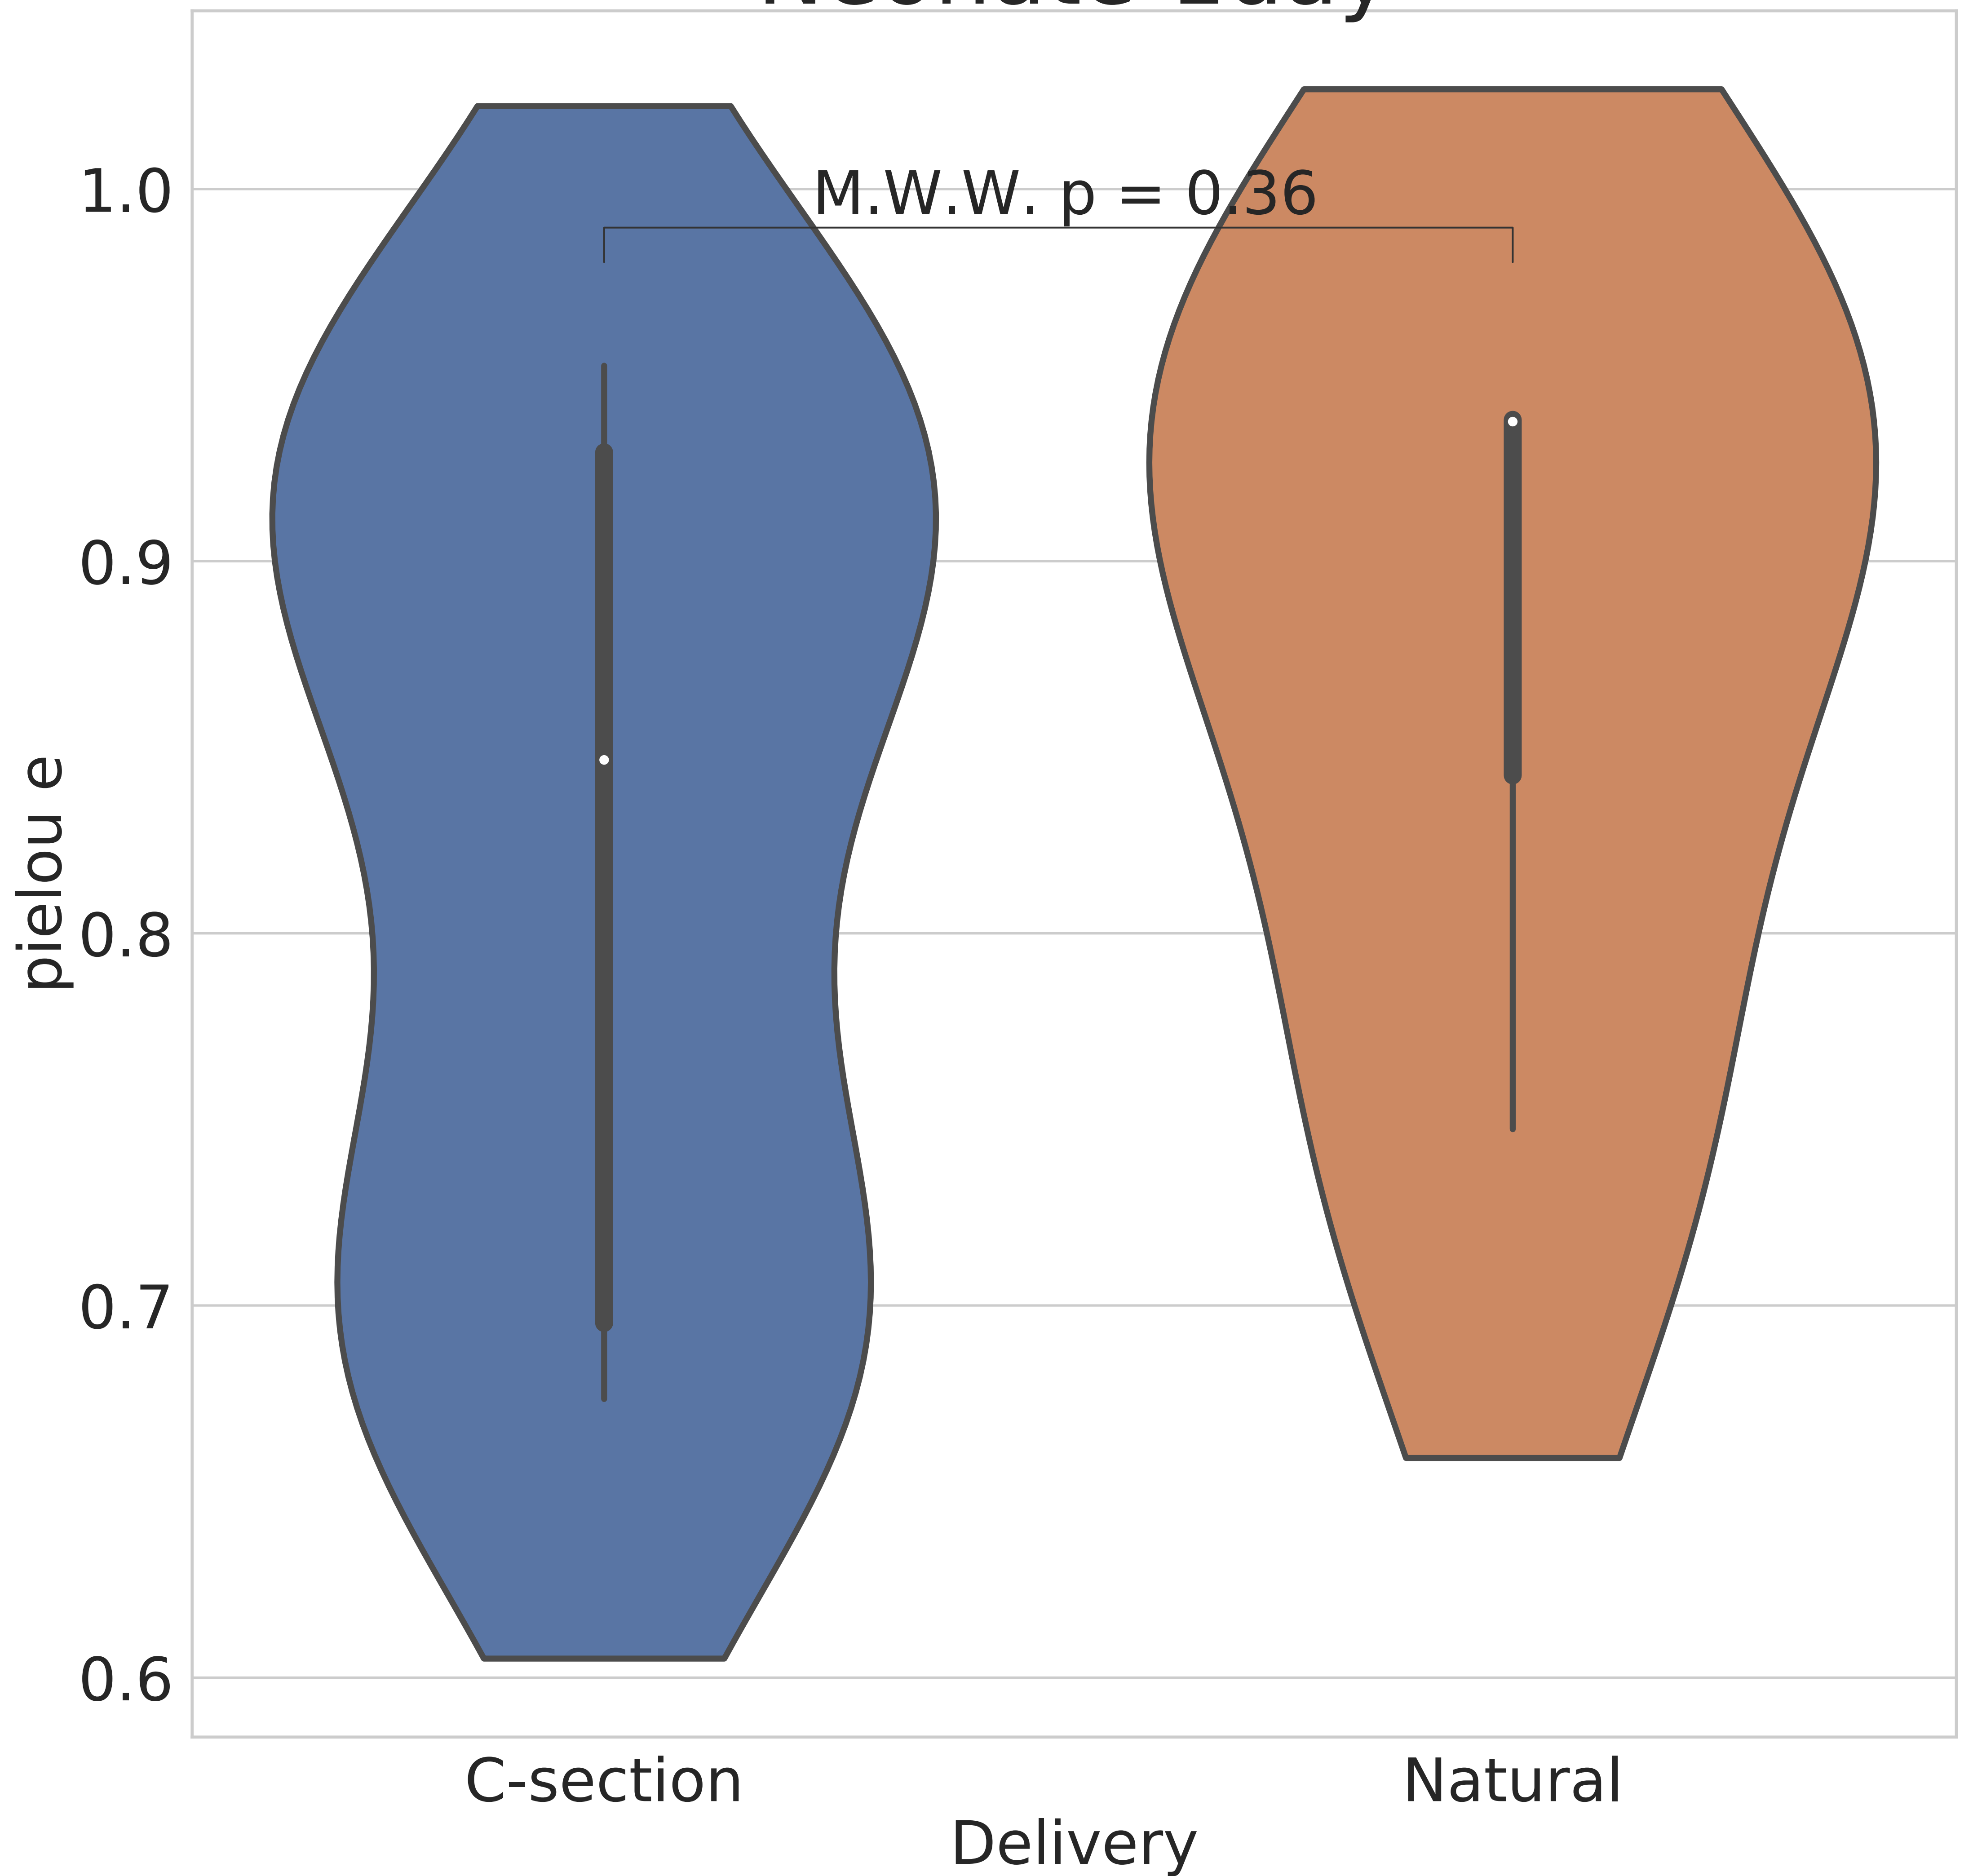 1.0
M.W.W. p = 0.36
0.9
pielou e
0.8
0.7
0.6
C-section
Natural
Delivery